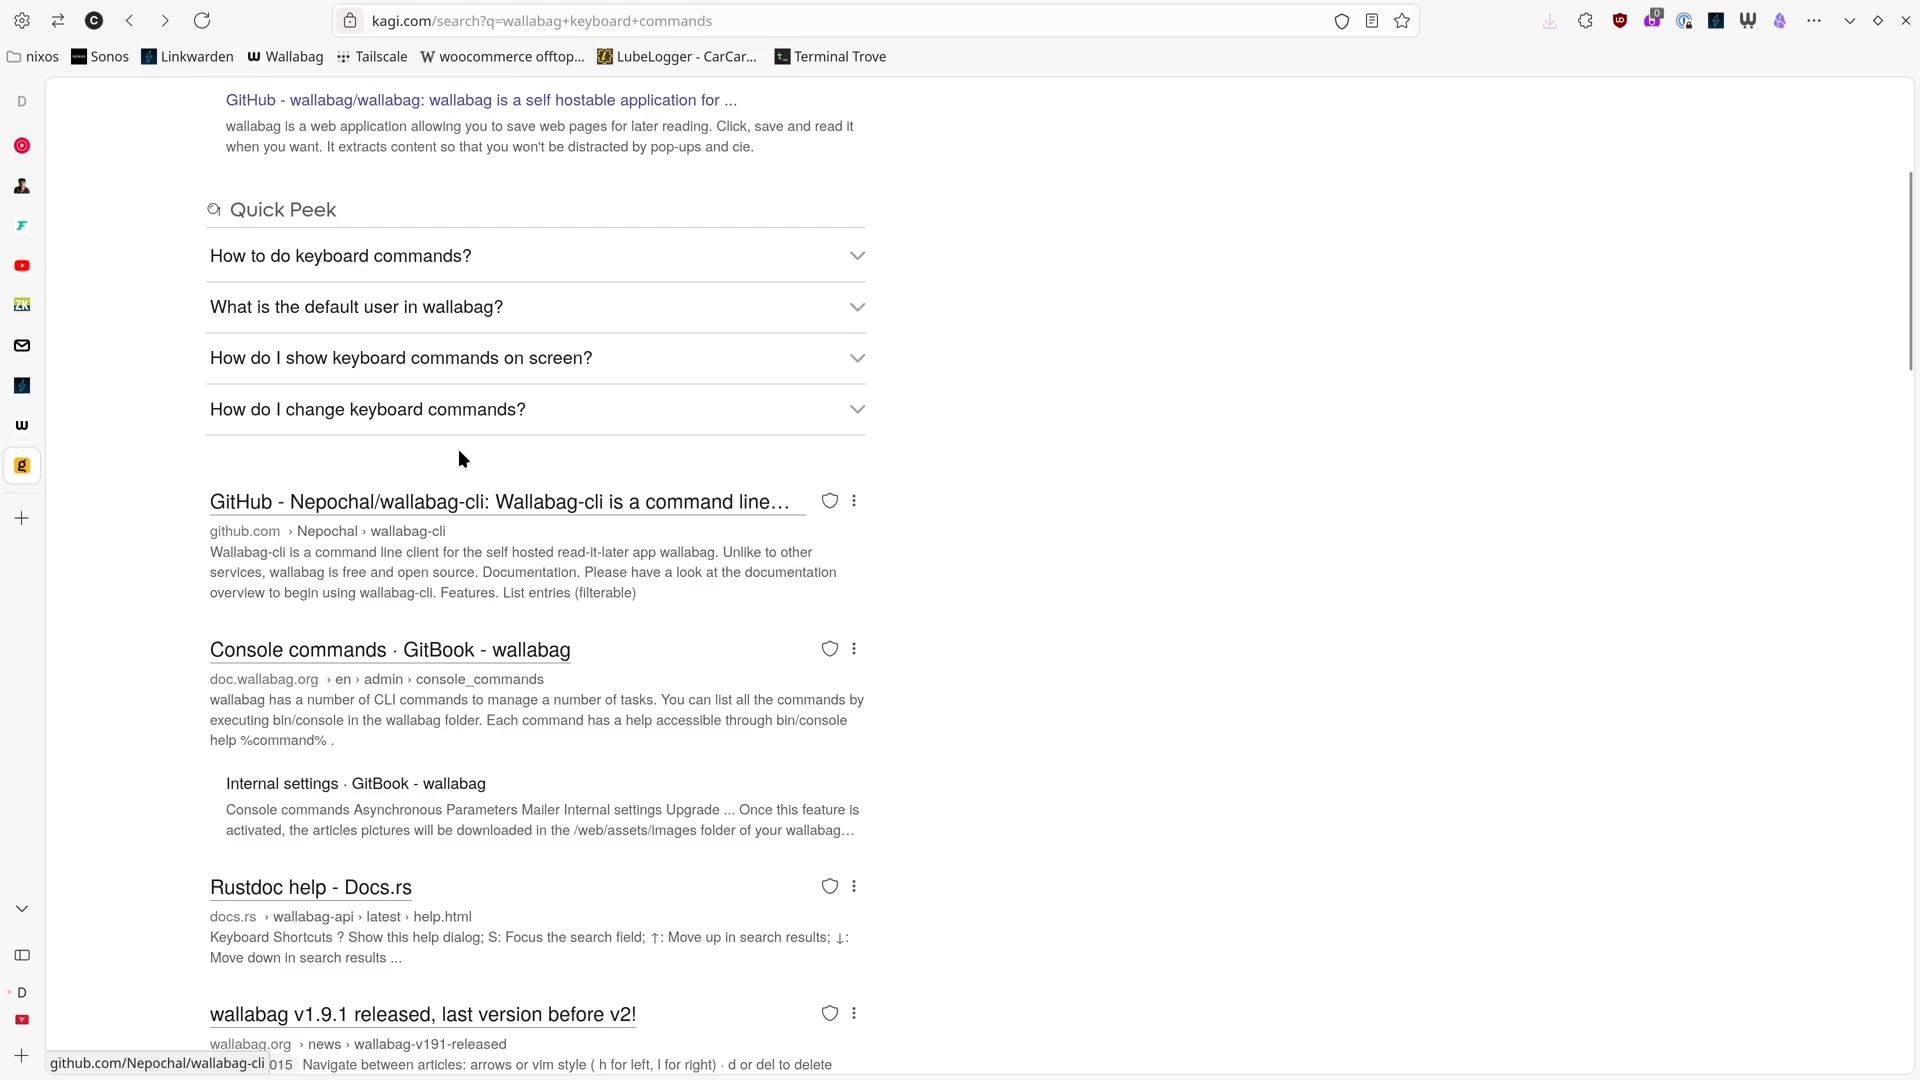 C
kagi.com/search?q=wallabag+keyboard+commands
0
nixos
Sonos
Linkwarden
Wallabag
Tailscale
woocommerce offtop...
LubeLogger - CarCar...
Terminal Trove
D
GitHub - wallabag/wallabag: wallabag is a self hostable application for ...
wallabag is a web application allowing you to save web pages for later reading. Click, save and read it
when you want. It extracts content so that you won't be distracted by pop-ups and cie.
Quick Peek
How to do keyboard commands?
What is the default user in wallabag?
How do I show keyboard commands on screen?
How do I change keyboard commands?
GitHub - Nepochal/wallabag-cli: Wallabag-cli is a command line...
github.com › Nepochal › wallabag-cli
Wallabag-cli is a command line client for the self hosted read-it-later app wallabag. Unlike to other
services, wallabag is free and open source. Documentation. Please have a look at the documentation
overview to begin using wallabag-cli. Features. List entries (filterable)
Console commands · GitBook - wallabag
doc.wallabag.org › en › admin › console_commands
wallabag has a number of CLI commands to manage a number of tasks. You can list all the commands by
executing bin/console in the wallabag folder. Each command has a help accessible through bin/console
help %command% .
Internal settings · GitBook - wallabag
Console commands Asynchronous Parameters Mailer Internal settings Upgrade ... Once this feature is
activated, the articles pictures will be downloaded in the /web/assets/images folder of your wallabag...
Rustdoc help - Docs.rs
docs.rs › wallabag-api › latest › help.html
Keyboard Shortcuts ? Show this help dialog; S: Focus the search field; ↑: Move up in search results; ↓:
Move down in search results ...
wallabag v1.9.1 released, last version before v2!
wallabag.org › news › wallabag-v191-released
015 Navigate between articles: arrows or vim style ( h for left, l for right) · d or del to delete
D
github.com/Nepochal/wallabag-cli